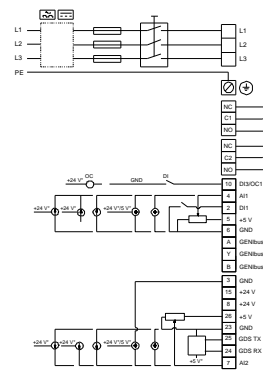 L1 L1
L2 L2
L3 L3
PE
NC
C1
NO
NC
C2
NO
+24 V* OC GND DI 10 DI3/OC1
4 AI1
2 DI1
+24 V* +24 V* +24 V*/5 V* 5 +5 V
6 GND
A GENIbus A
Y GENIbus Y
B GENIbus B
3 GND
15 +24 V
8 +24 V
26 +5 V
23 GND
25 GDS TX
+24 V* +24 V* +24 V*/5 V* 24 GDS RX
+5 V* 7 AI2